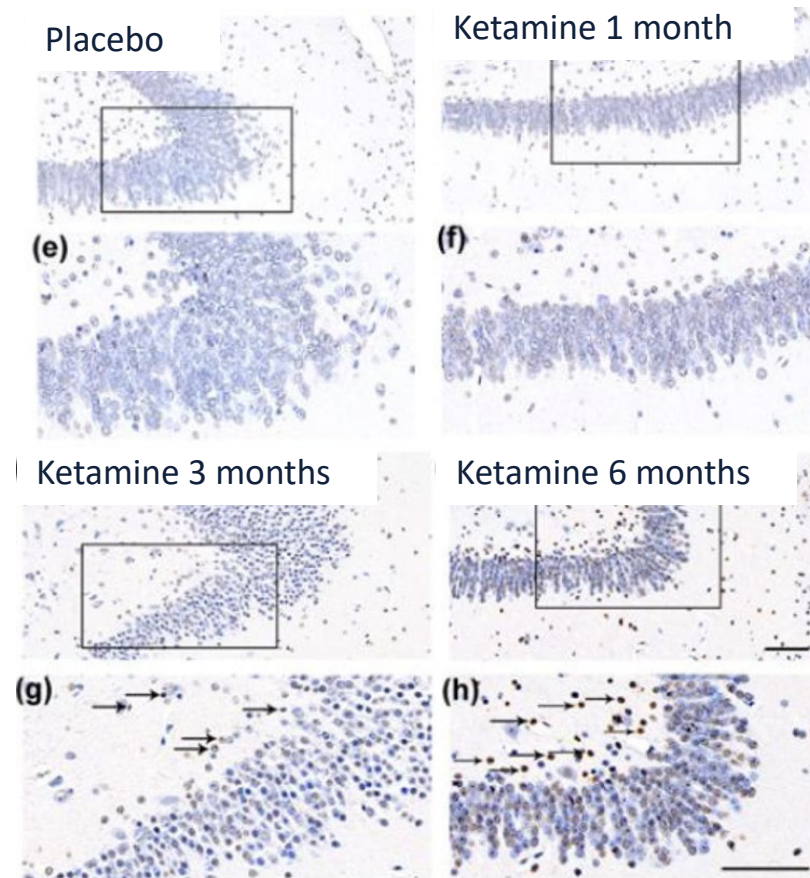 Placebo
Ketamine 1 month
(e)
(f)
Ketamine 3 months
Ketamine 6 months
(g)
(h)